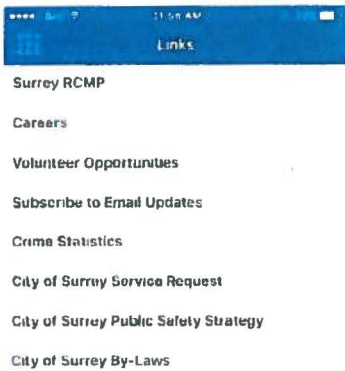 11:56 AM
Links
Surrey RCMP
Careers
Volunteer Opportunities
Subscribe to Email Updates
Crime Statistics
City of Surrey Service Request
City of Surrey Public Safety Strategy
City of Surrey By-Laws